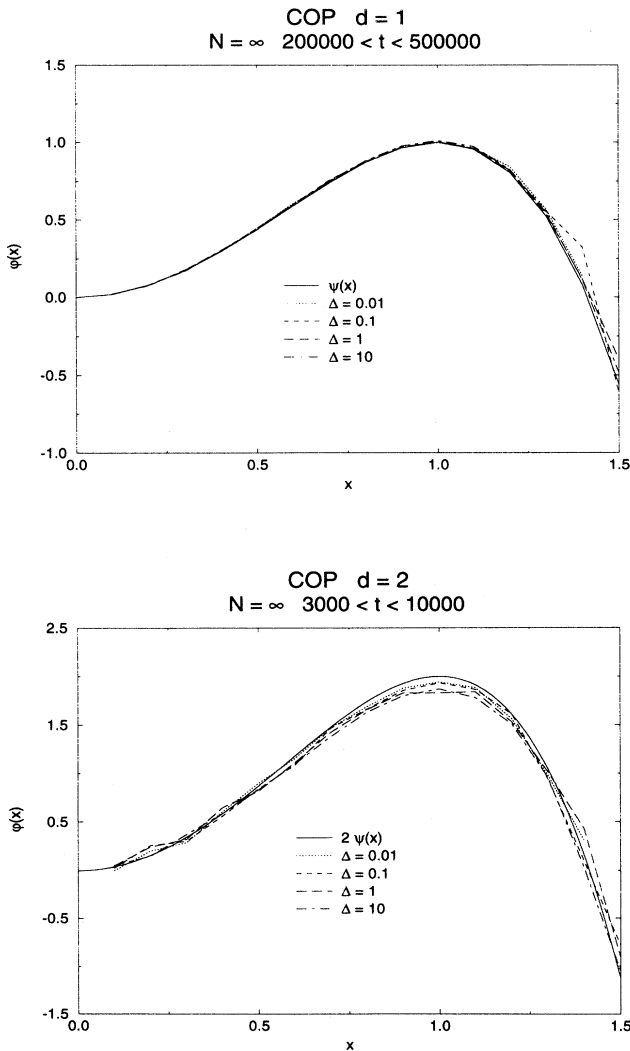 COP d = 1
N = ∞ 200000 < t < 500000
1.5
1.0
0.5
0.0
-0.5
-1.0
φ(x)
ψ(x)
Δ = 0.01
Δ = 0.1
Δ = 1
Δ = 10
0.0 0.5 1.0 1.5
x
COP d = 2
N = ∞ 3000 < t < 10000
2.5
1.5
0.5
-0.5
-1.5
φ(x)
2 ψ(x)
Δ = 0.01
Δ = 0.1
Δ = 1
Δ = 10
0.0 0.5 1.0 1.5
x